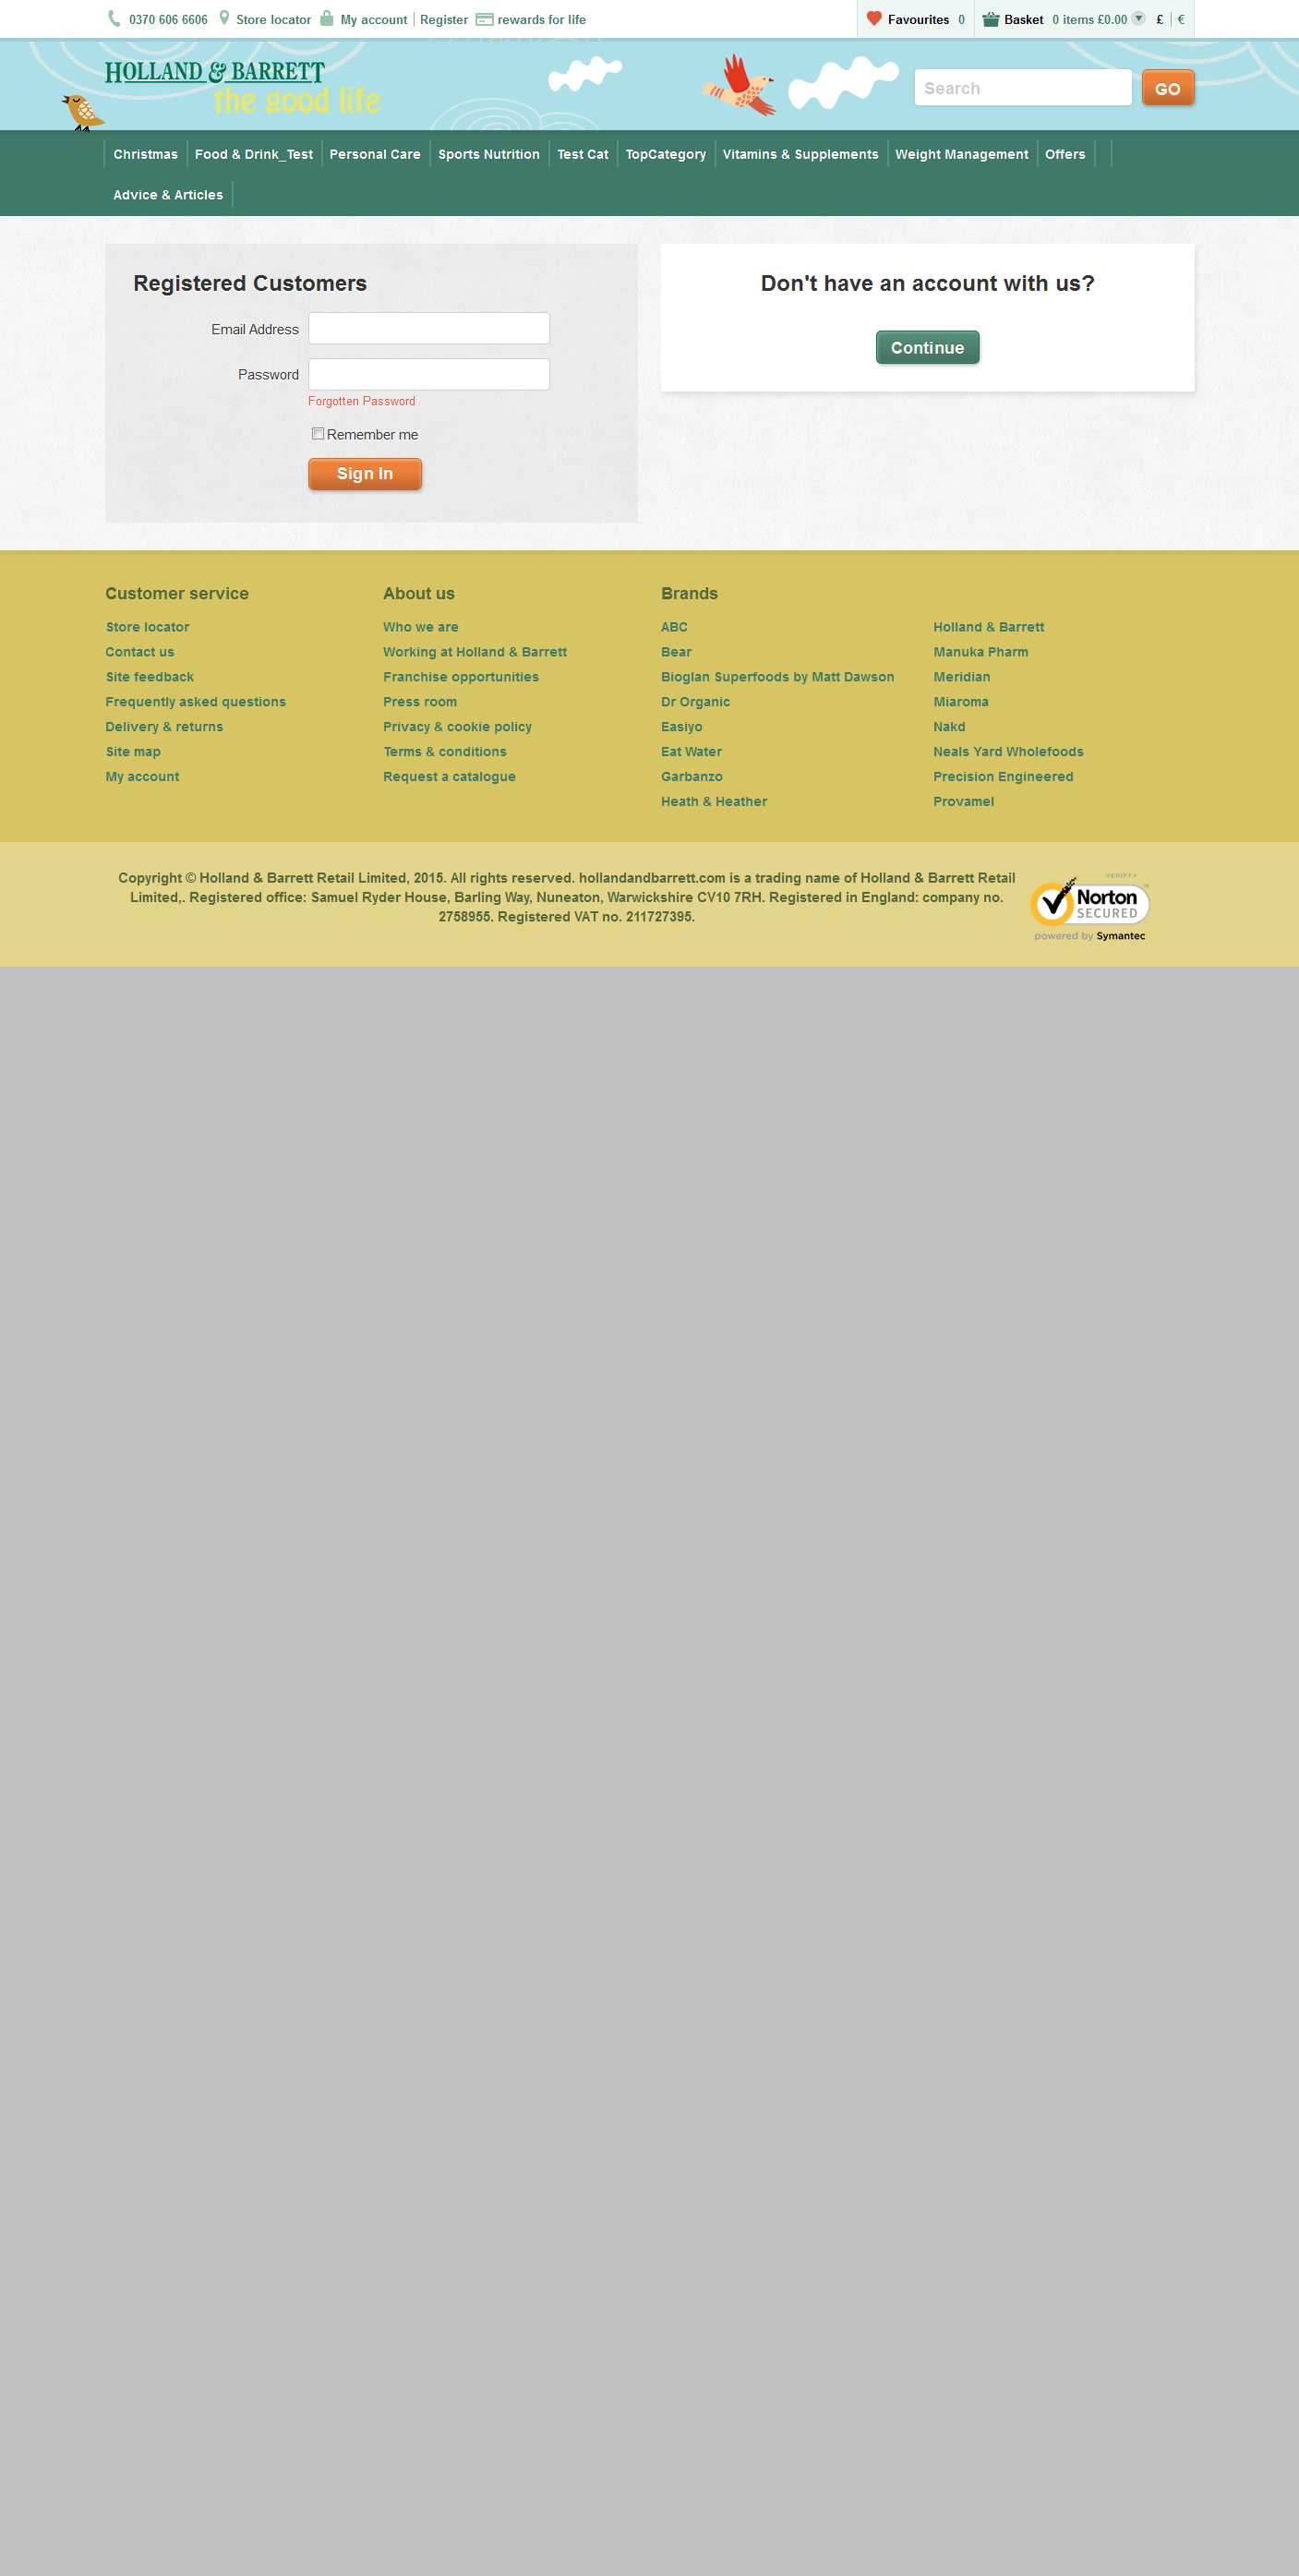 0370 606 6606 Store locator My account Register rewards for life Favourites 0 Basket 0 items £0.00 £ €
HOLLAND & BARRETT
the good life
Search GO
Christmas Food & Drink_Test Personal Care Sports Nutrition Test Cat TopCategory Vitamins & Supplements Weight Management Offers
Advice & Articles
Registered Customers
Email Address
Password
Forgotten Password
Remember me
Sign In
Don't have an account with us?
Continue
Customer service
Store locator
Contact us
Site feedback
Frequently asked questions
Delivery & returns
Site map
My account
About us
Who we are
Working at Holland & Barrett
Franchise opportunities
Press room
Privacy & cookie policy
Terms & conditions
Request a catalogue
Brands
ABC
Bear
Bioglan Superfoods by Matt Dawson
Dr Organic
Easiyo
Eat Water
Garbanzo
Heath & Heather
Holland & Barrett
Manuka Pharm
Meridian
Miaroma
Nakd
Neals Yard Wholefoods
Precision Engineered
Provamel
Copyright © Holland & Barrett Retail Limited, 2015. All rights reserved. hollandandbarrett.com is a trading name of Holland & Barrett Retail
Limited,. Registered office: Samuel Ryder House, Barling Way, Nuneaton, Warwickshire CV10 7RH. Registered in England: company no.
2758955. Registered VAT no. 211727395.
VERIFY
Norton
SECURED
powered by Symantec